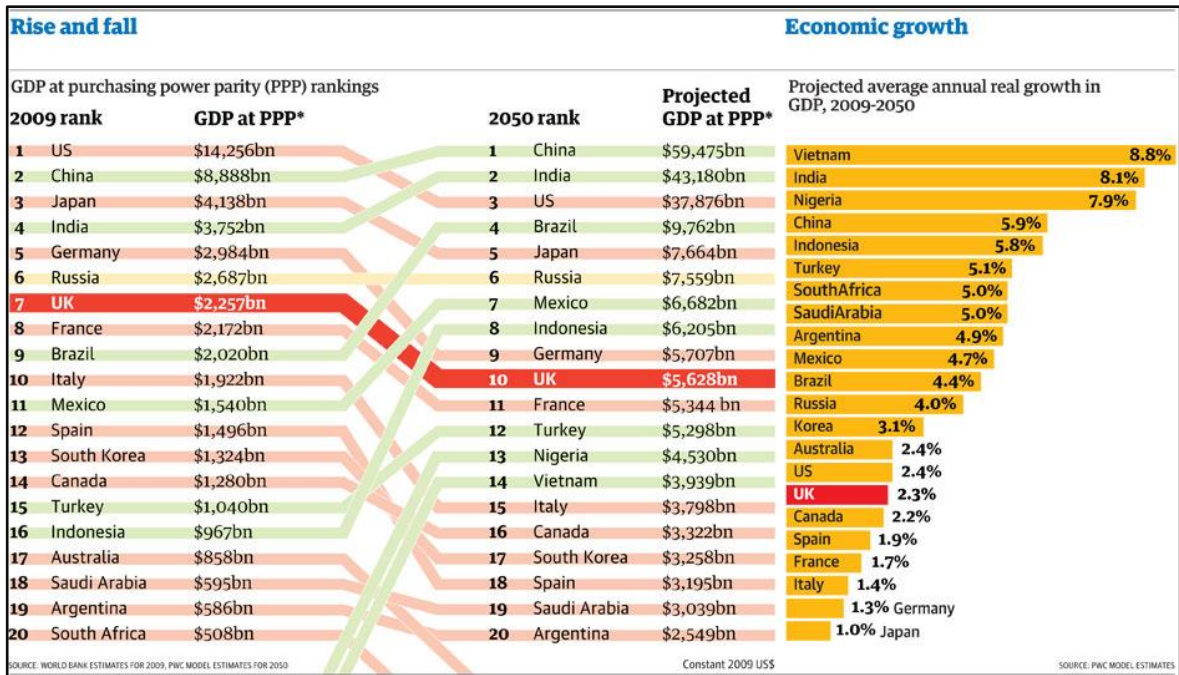 Rise and fall
GDP at purchasing power parity (PPP) rankings
2009 rank GDP at PPP*
1 US $14,256bn
2 China $8,888bn
3 Japan $4,138bn
4 India $3,752bn
5 Germany $2,984bn
6 Russia $2,687bn
7 UK $2,257bn
8 France $2,172bn
9 Brazil $2,020bn
10 Italy $1,922bn
11 Mexico $1,540bn
12 Spain $1,496bn
13 South Korea $1,324bn
14 Canada $1,280bn
15 Turkey $1,040bn
16 Indonesia $967bn
17 Australia $858bn
18 Saudi Arabia $595bn
19 Argentina $586bn
20 South Africa $508bn
SOURCE: WORLD BANK ESTIMATES FOR 2009, PWC MODEL ESTIMATES FOR 2050
2050 rank Projected
GDP at PPP*
1 China $59,475bn
2 India $43,180bn
3 US $37,876bn
4 Brazil $9,762bn
5 Japan $7,664bn
6 Russia $7,559bn
7 Mexico $6,682bn
8 Indonesia $6,205bn
9 Germany $5,707bn
10 UK $5,628bn
11 France $5,344 bn
12 Turkey $5,298bn
13 Nigeria $4,530bn
14 Vietnam $3,939bn
15 Italy $3,798bn
16 Canada $3,322bn
17 South Korea $3,258bn
18 Spain $3,195bn
19 Saudi Arabia $3,039bn
20 Argentina $2,549bn
Constant 2009 US$
Economic growth
Projected average annual real growth in
GDP, 2009-2050
Vietnam 8.8%
India 8.1%
Nigeria 7.9%
China 5.9%
Indonesia 5.8%
Turkey 5.1%
SouthAfrica 5.0%
SaudiArabia 5.0%
Argentina 4.9%
Mexico 4.7%
Brazil 4.4%
Russia 4.0%
Korea 3.1%
Australia 2.4%
US 2.4%
UK 2.3%
Canada 2.2%
Spain 1.9%
France 1.7%
Italy 1.4%
1.3% Germany
1.0% Japan
SOURCE: PWC MODEL ESTIMATES